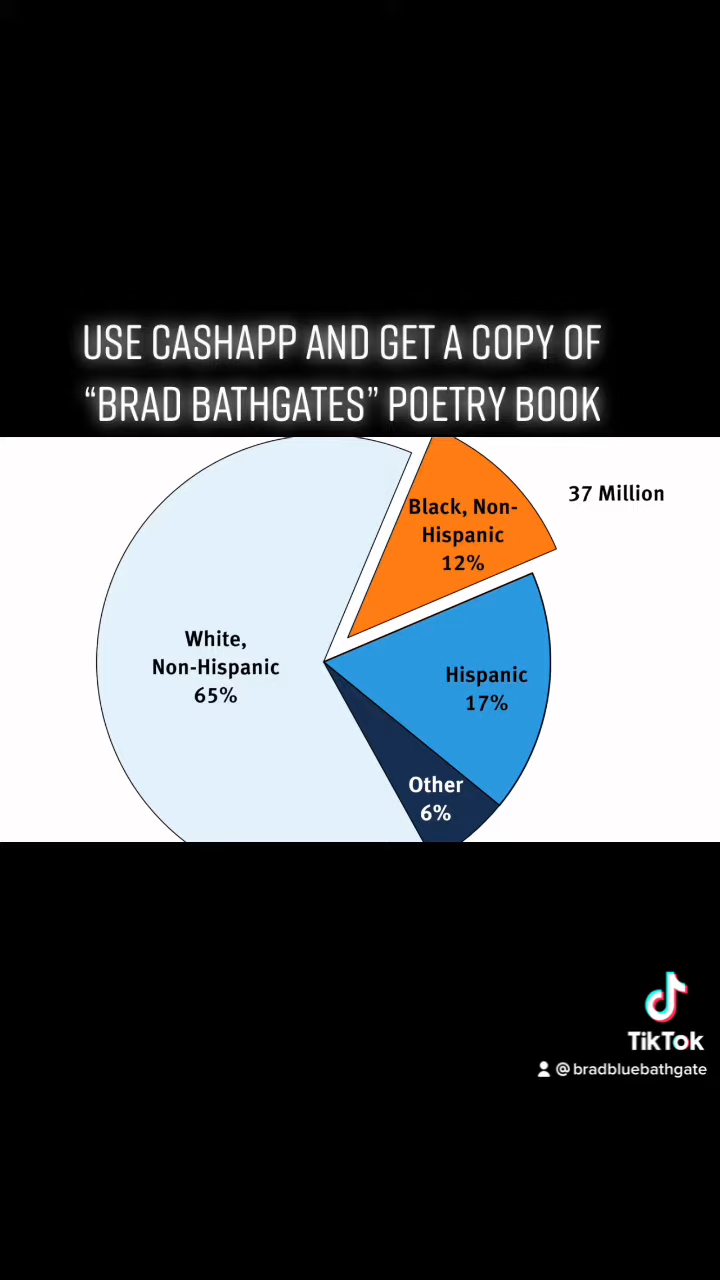 USE CASHAPP AND GET A COPY OF
“BRAD BATHGATES” POETRY BOOK
37 Million
Black, Non-
Hispanic
12%
White,
Non-Hispanic
65%
Hispanic
17%
Other
6%
TikTok
@bradbluebathgate